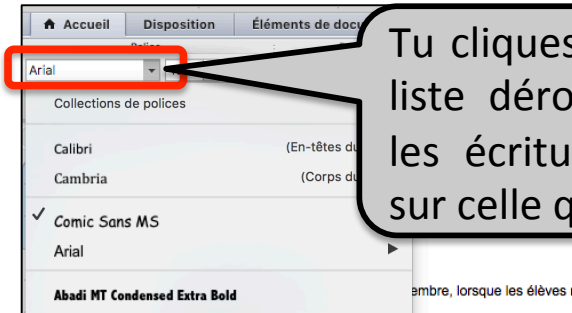 Accueil Disposition Éléments de docu
Police
Arial
Collections de polices
Calibri (En-têtes du
Cambria (Corps du
✓ Comic Sans MS
Arial
Abadi MT Condensed Extra Bold
Tu cliques
liste déro
les écritu
sur celle q
embre, lorsque les élèves